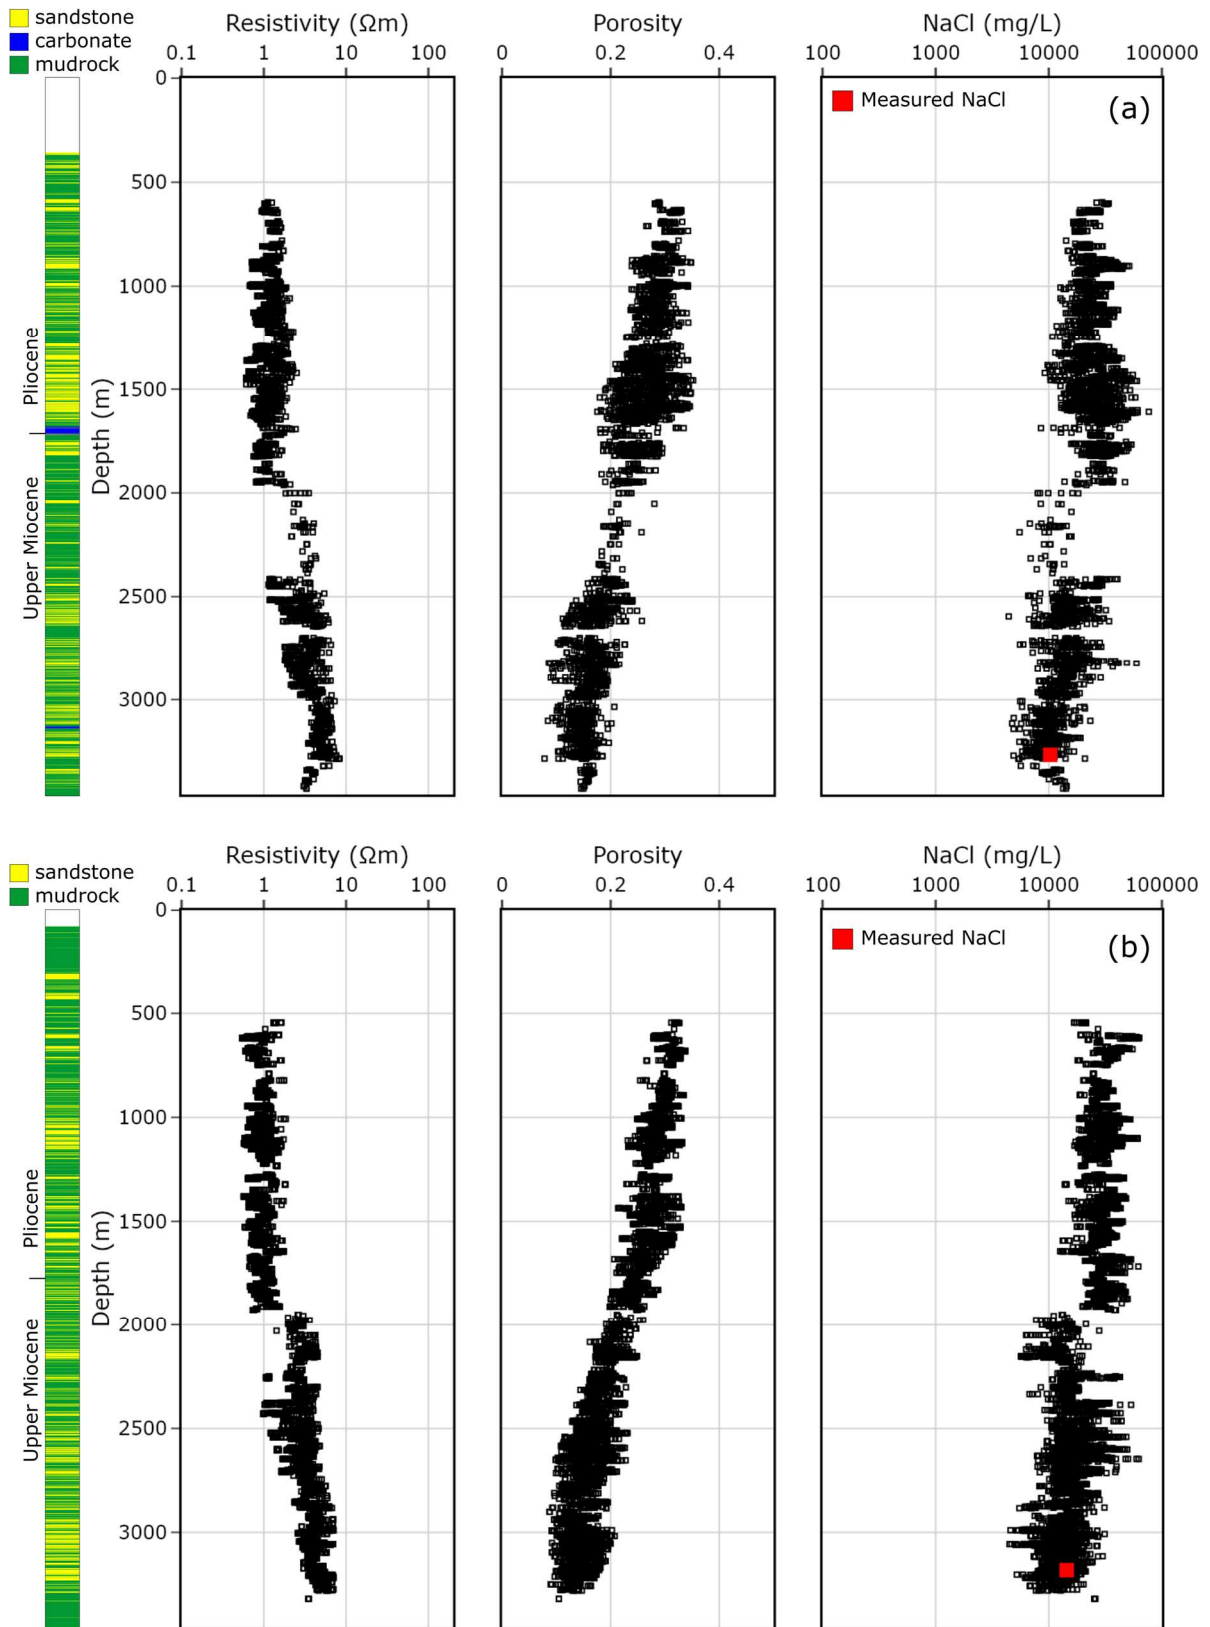 sandstone
carbonate
mudrock
Resistivity (Ωm)
Porosity
NaCl (mg/L)
0.1 1 10 100
0 0.2 0.4
100 1000 10000 100000
Measured NaCl
(a)
0
500
1000
1500
2000
2500
3000
Depth (m)
Pliocene
Upper Miocene
sandstone
mudrock
Resistivity (Ωm)
Porosity
NaCl (mg/L)
0.1 1 10 100
0 0.2 0.4
100 1000 10000 100000
Measured NaCl
(b)
0
500
1000
1500
2000
2500
3000
Depth (m)
Pliocene
Upper Miocene